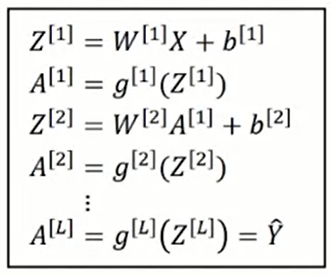 Z^[1] = W^[1]X + b^[1]
A^[1] = g^[1](Z^[1])
Z^[2] = W^[2]A^[1] + b^[2]
A^[2] = g^[2](Z^[2])
⋮
A^[L] = g^[L](Z^[L]) = Ŷ